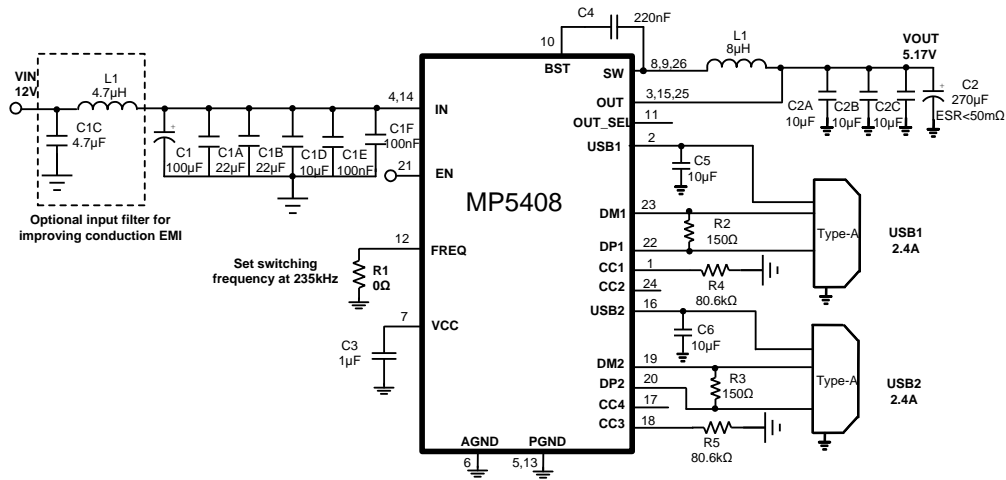 C4
220nF
10
BST
VIN
12V
L1
4.7µH
C1C
4.7µF
Optional input filter for
improving conduction EMI
C1
100µF
C1A
22µF
C1B
22µF
C1D
10µF
C1E
100nF
C1F
100nF
4,14
IN
21
EN
12
FREQ
Set switching
frequency at 235kHz
R1
0Ω
7
VCC
C3
1µF
MP5408
AGND
6
PGND
5,13
SW
8,9,26
L1
8µH
VOUT
5.17V
OUT
3,15,25
C2A
10µF
C2B
10µF
C2C
10µF
C2
270µF
ESR<50mΩ
OUT_SEL
11
USB1
2
C5
10µF
DM1
23
R2
150Ω
DP1
22
CC1
1
R4
80.6kΩ
CC2
24
Type-A
USB1
2.4A
USB2
16
C6
10µF
DM2
19
DP2
20
R3
150Ω
CC4
17
CC3
18
R5
80.6kΩ
Type-A
USB2
2.4A